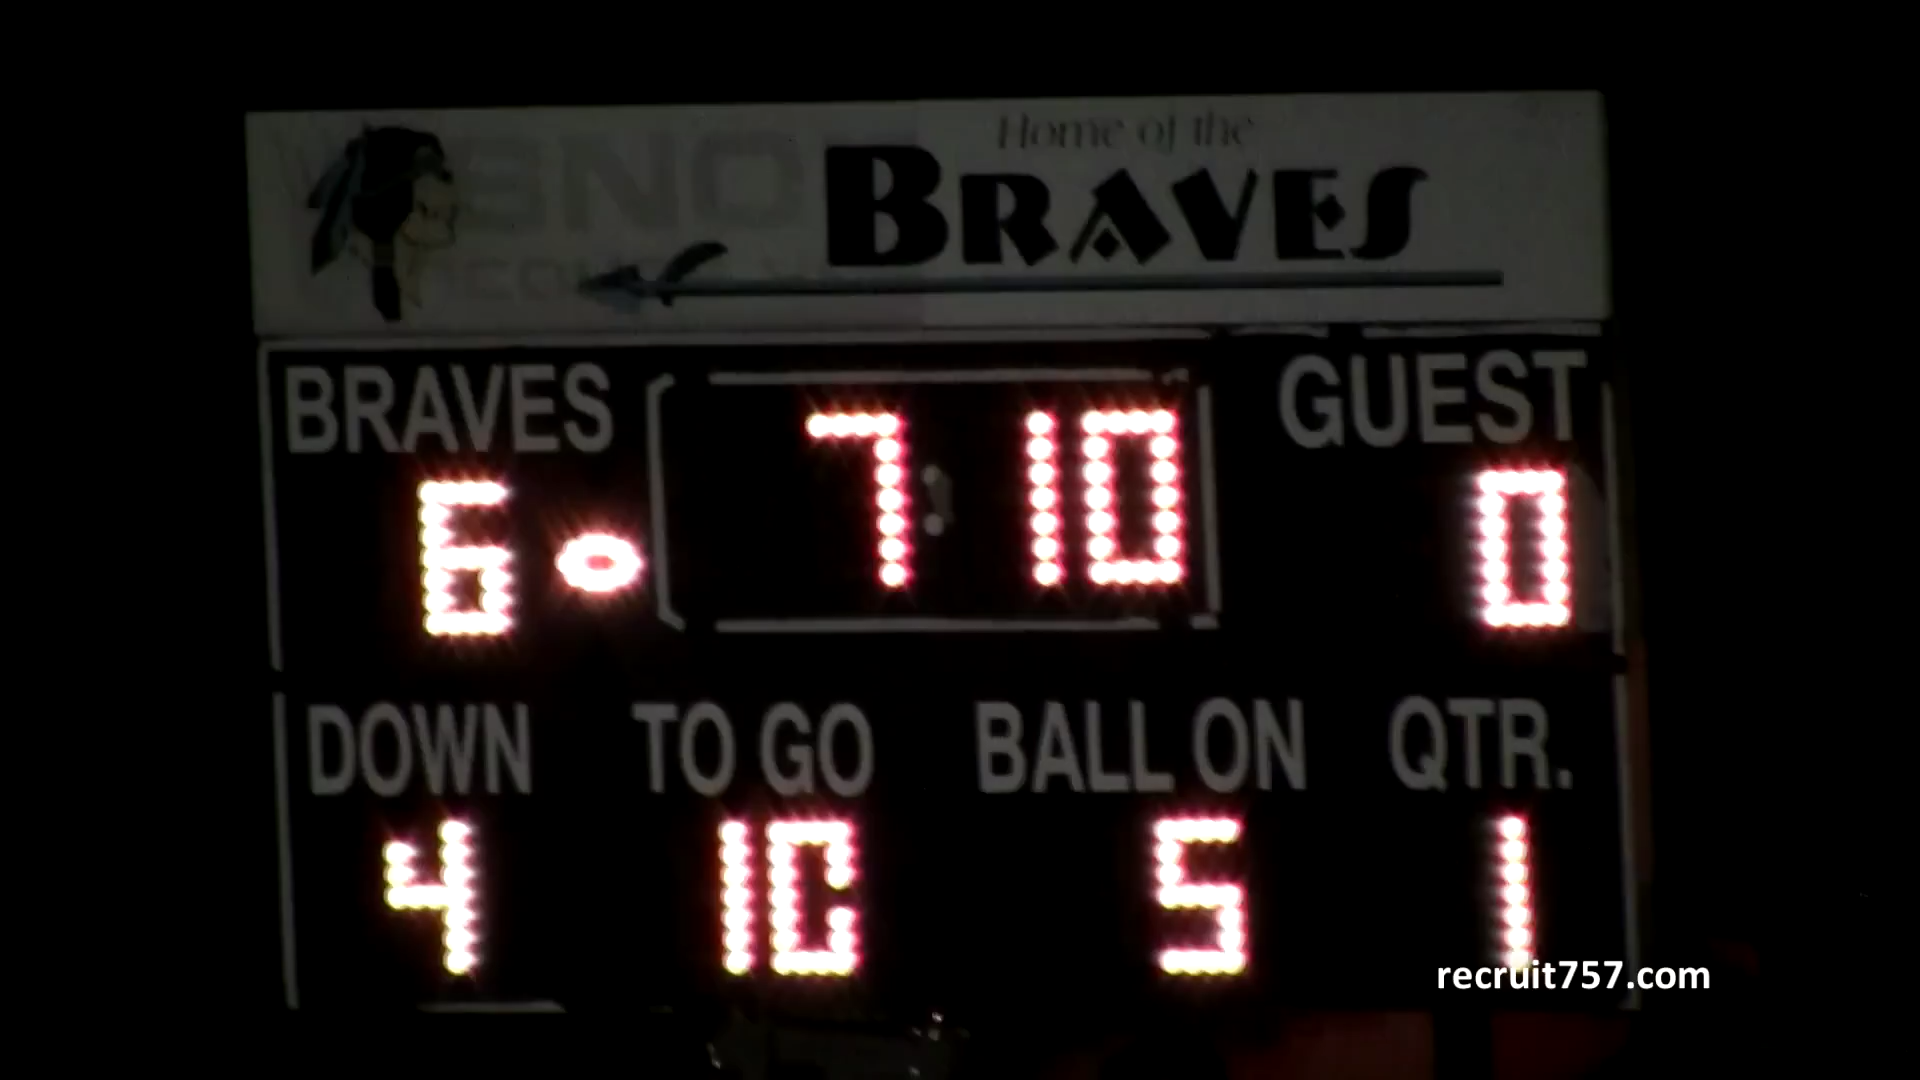 Home of the
BRAVES
BRAVES
7:10
GUEST
6
0
DOWN
TO GO
BALL ON
QTR.
4
10
5
1
recruit757.com